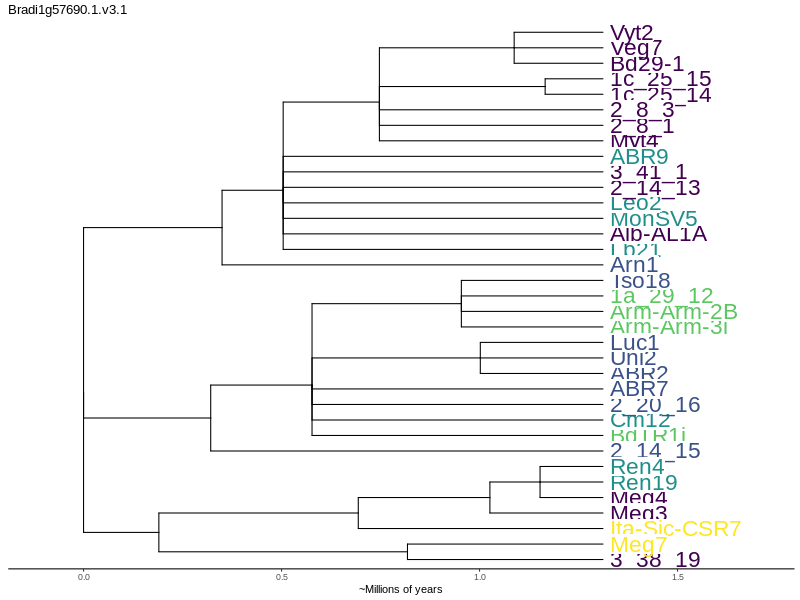 Bradi1g57690.1.v3.1
Vyt2
Veg7
Bd29-1
1c_25_15
1c_25_14
2_8_3_
2_8_1
Mvt4
ABR9
3_41_1
2_14_13
Leo2
MonSV5
Alb-AL1A
Lb21
Arn1
Iso18
1a_29_12
Arm-Arm-2B
Arm-Arm-3i
Luc1
Uni2
ABR2
ABR7
2_20_16
Cm12
BdTR1i
2_14_15
Ren4
Ren19
Meg4
Meg3
Ita-Sic-CSR7
Meg7
3_38_19
0.0 0.5 1.0 1.5
~Millions of years